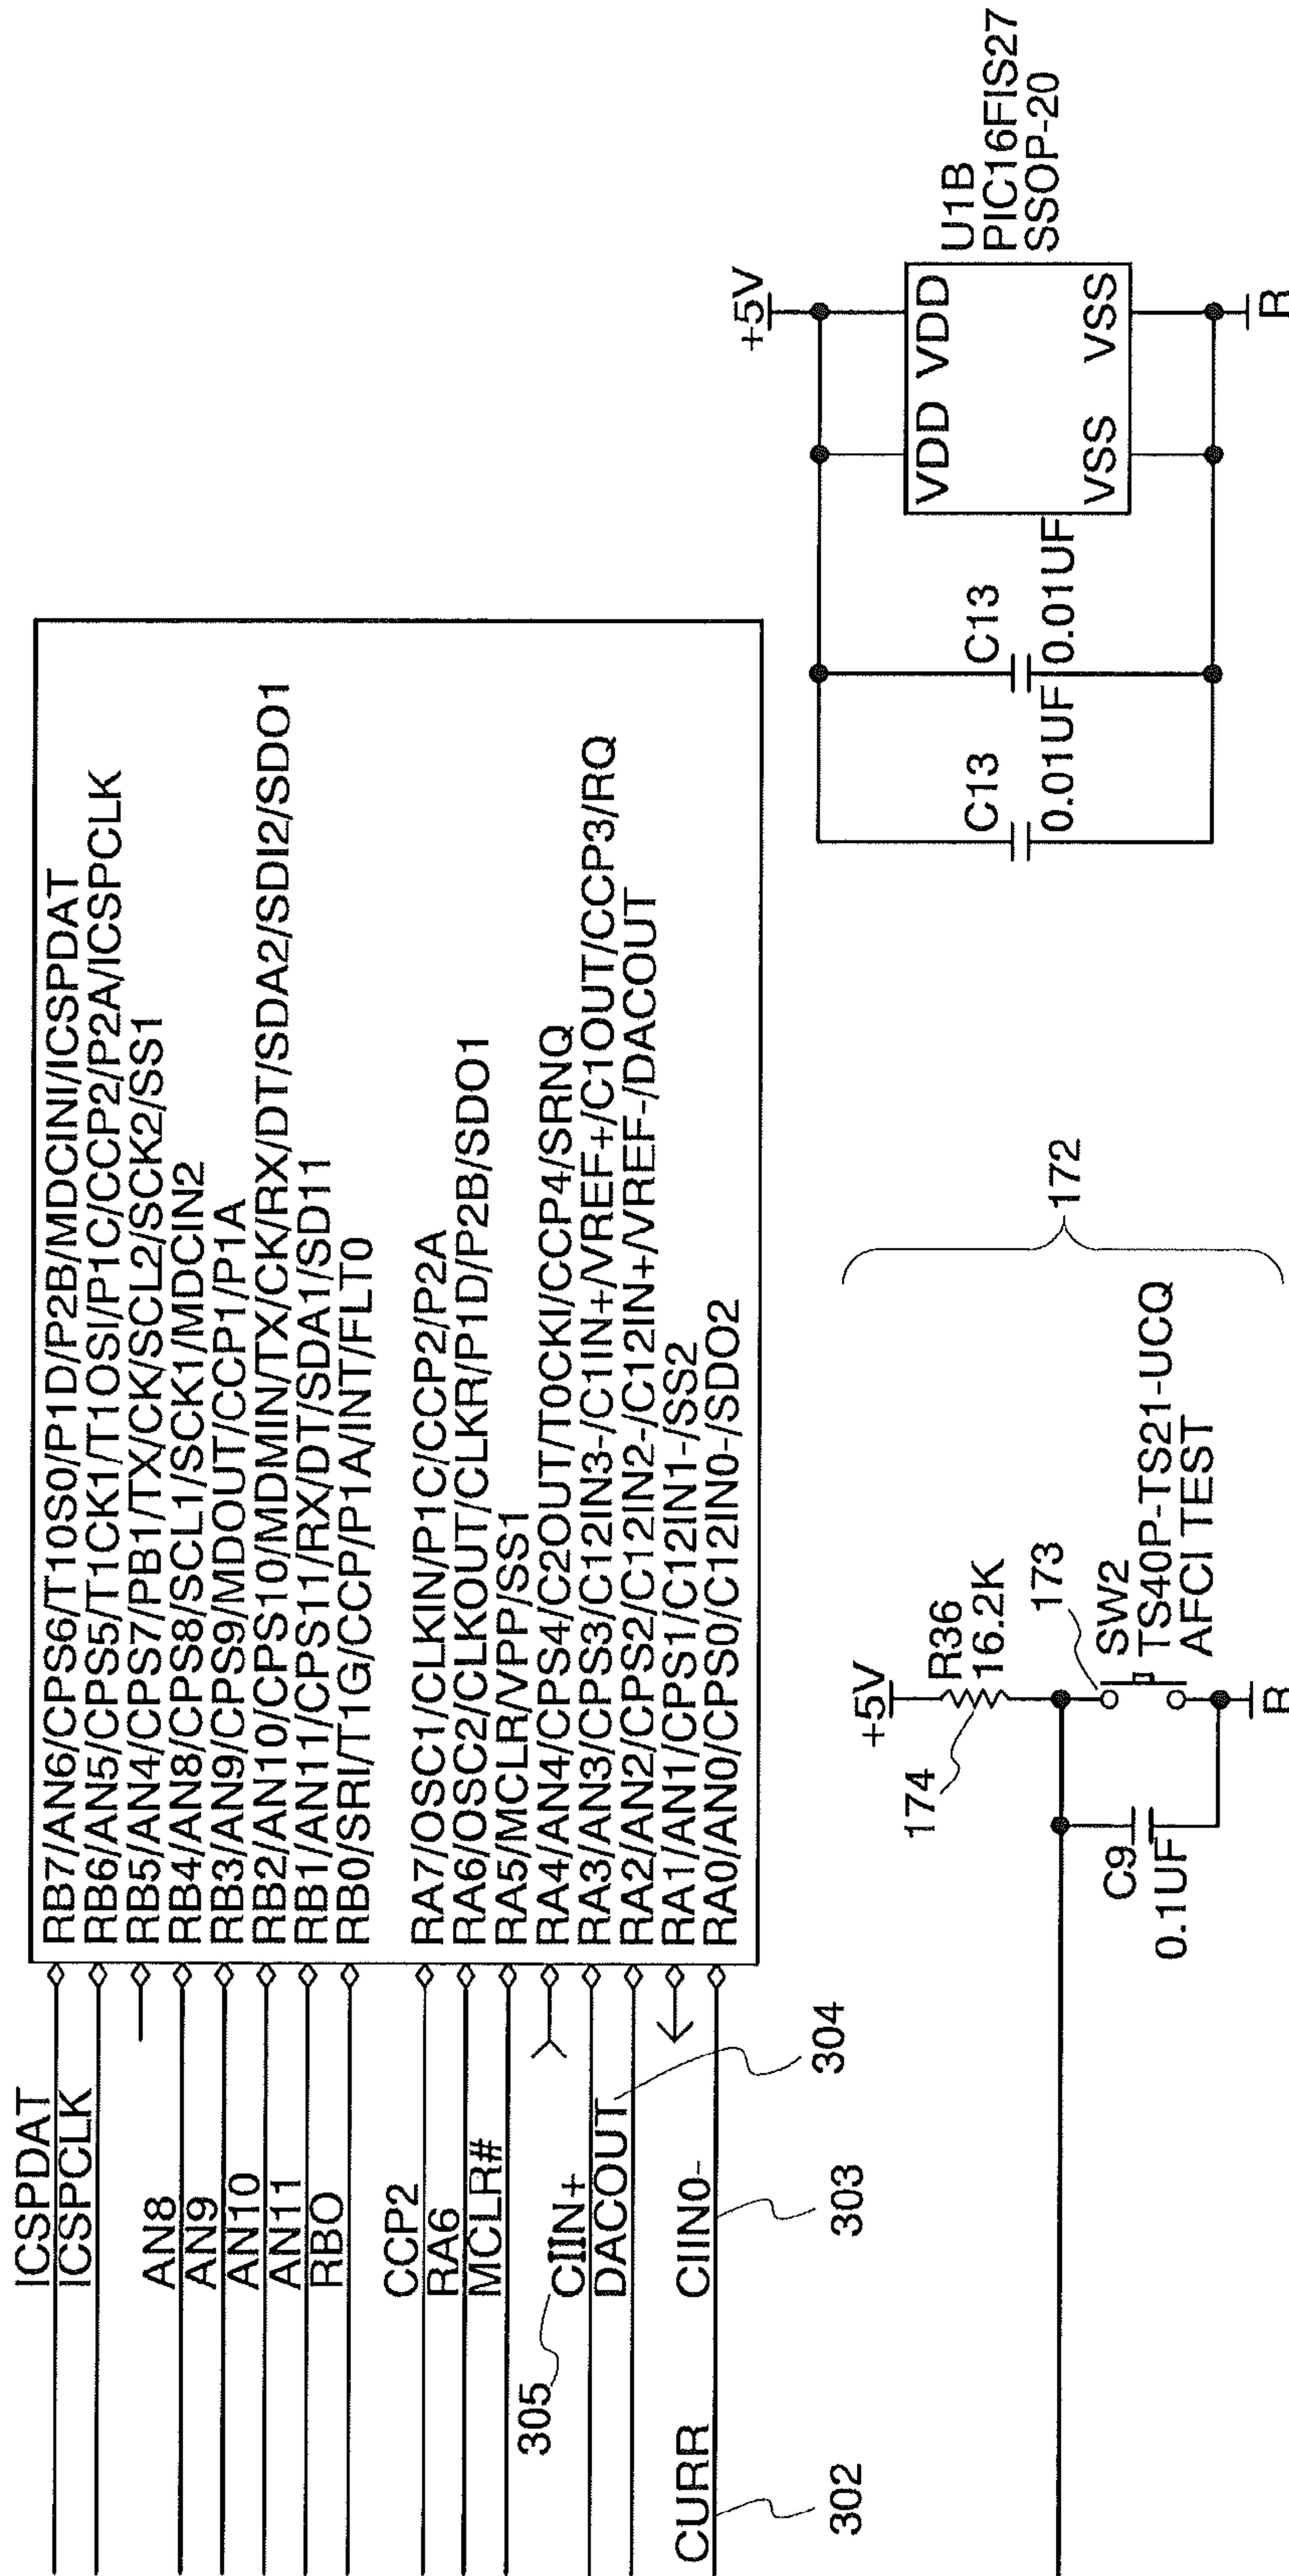 ICSPDAT
ICSPCLK
AN8
AN9
AN10
AN11
RBO
CCP2
RA6
MCLR#
305
CIIN+
DACOUT
304
CURR
CIIN0-
302
303
RB7/AN6/CPS6/T10S0/P1D/P2B/MDCINI/ICSPDAT
RB6/AN5/CPS5/T1CK1/T1OSI/P1C/CCP2/P2A/ICSPCLK
RB5/AN4/CPS7/PB1/TX/CK/SCL2/SCK2/SS1
RB4/AN8/CPS8/SCL1/SCK1/MDCIN2
RB3/AN9/CPS9/MDOUT/CCP1/P1A
RB2/AN10/CPS10/MDMIN/TX/CK/RX/DT/SDA2/SDI2/SDO1
RB1/AN11/CPS11/RX/DT/SDA1/SD11
RB0/SRI/T1G/CCP/P1A/INT/FLT0
RA7/OSC1/CLKIN/P1C/CCP2/P2A
RA6/OSC2/CLKOUT/CLKR/P1D/P2B/SDO1
RA5/MCLR/VPP/SS1
RA4/AN4/CPS4/C2OUT/T0CKI/CCP4/SRNQ
RA3/AN3/CPS3/C12IN3-/C1IN+/VREF+/C1OUT/CCP3/RQ
RA2/AN2/CPS2/C12IN2-/C12IN+/VREF-/DACOUT
RA1/AN1/CPS1/C12IN1-/SS2
RA0/AN0/CPS0/C12IN0-/SDO2
+5V
174
R36
16.2K
173
C9
0.1UF
SW2
TS40P-TS21-UCQ
AFCI TEST
R
172
+5V
C13
0.01UF
C13
0.01UF
VDD VDD
VSS VSS
U1B
PIC16FIS27
SSOP-20
R